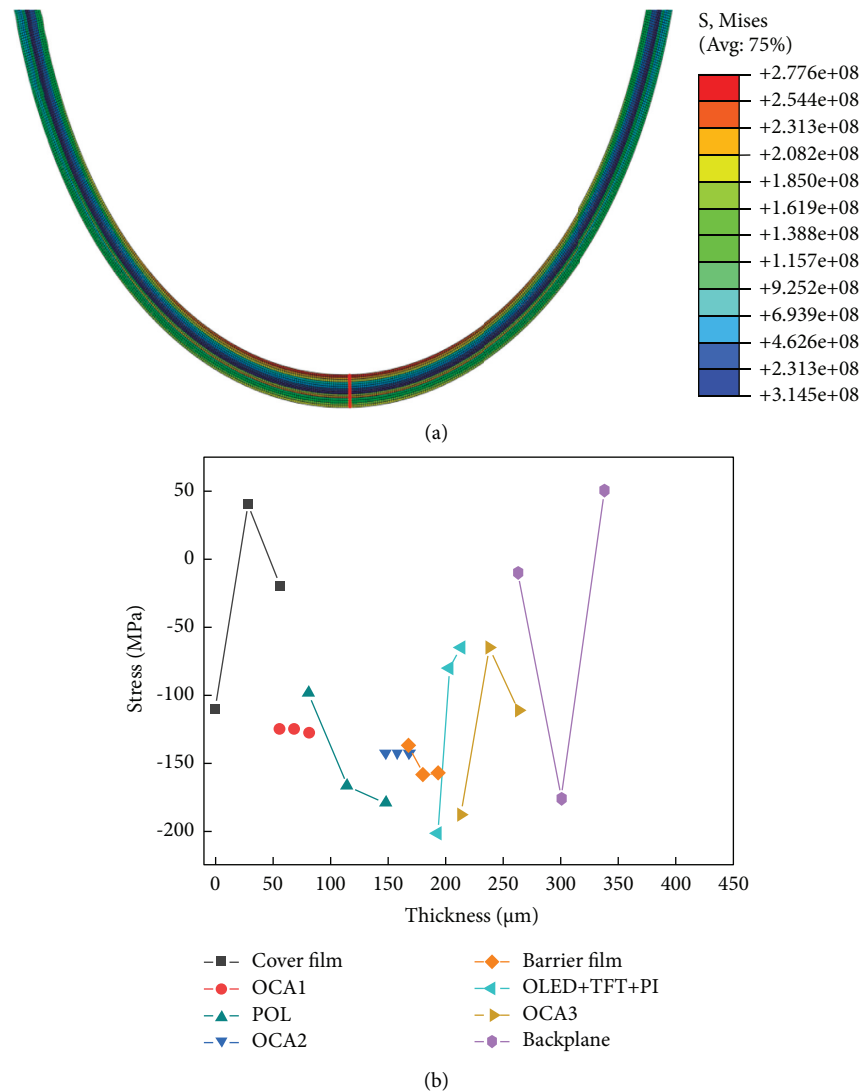 S, Mises
(Avg: 75%)
+2.776e+08
+2.544e+08
+2.313e+08
+2.082e+08
+1.850e+08
+1.619e+08
+1.388e+08
+1.157e+08
+9.252e+08
+6.939e+08
+4.626e+08
+2.313e+08
+3.145e+08
(a)
50
0
-50
-100
-150
-200
Stress (MPa)
0 50 100 150 200 250 300 350 400 450
Thickness (μm)
Cover film
OCA1
POL
OCA2
Barrier film
OLED+TFT+PI
OCA3
Backplane
(b)